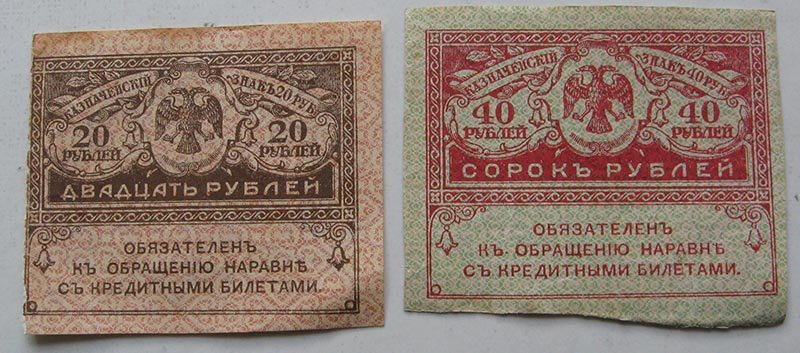 КАЗНАЧЕЙСКІЙ ЗНАКЪ 20 РУБ.
20 РУБЛЕЙ
20 РУБЛЕЙ
ДВАДЦАТЬ РУБЛЕЙ
ОБЯЗАТЕЛЕНЪ
КЪ ОБРАЩЕНІЮ НАРАВНѢ
СЪ КРЕДИТНЫМИ БИЛЕТАМИ.
КАЗНАЧЕЙСКІЙ ЗНАКЪ 40 РУБ.
40 РУБЛЕЙ
40 РУБЛЕЙ
СОРОКЪ РУБЛЕЙ
ОБЯЗАТЕЛЕНЪ
КЪ ОБРАЩЕНІЮ НАРАВНѢ
СЪ КРЕДИТНЫМИ БИЛЕТАМИ.